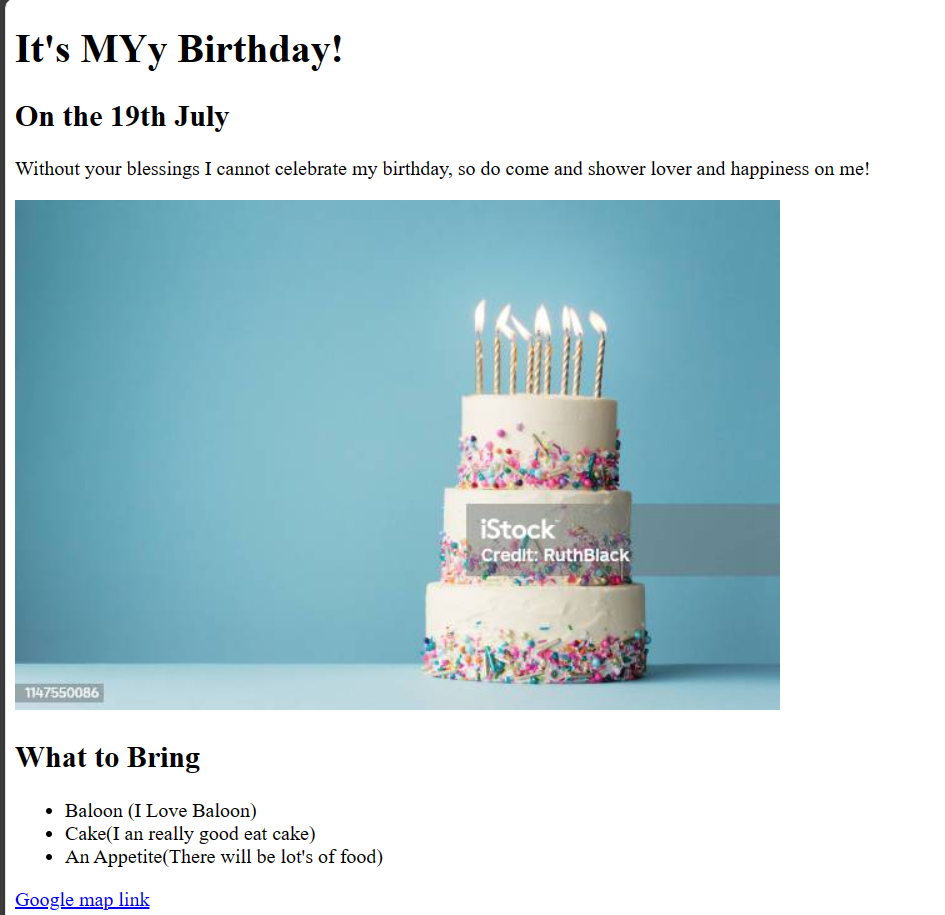 It's MYy Birthday!
On the 19th July
Without your blessings I cannot celebrate my birthday, so do come and shower lover and happiness on me!
iStock
Credit: RuthBlack
1147550086
What to Bring
Baloon (I Love Baloon)
Cake(I an really good eat cake)
An Appetite(There will be lot's of food)
Google map link